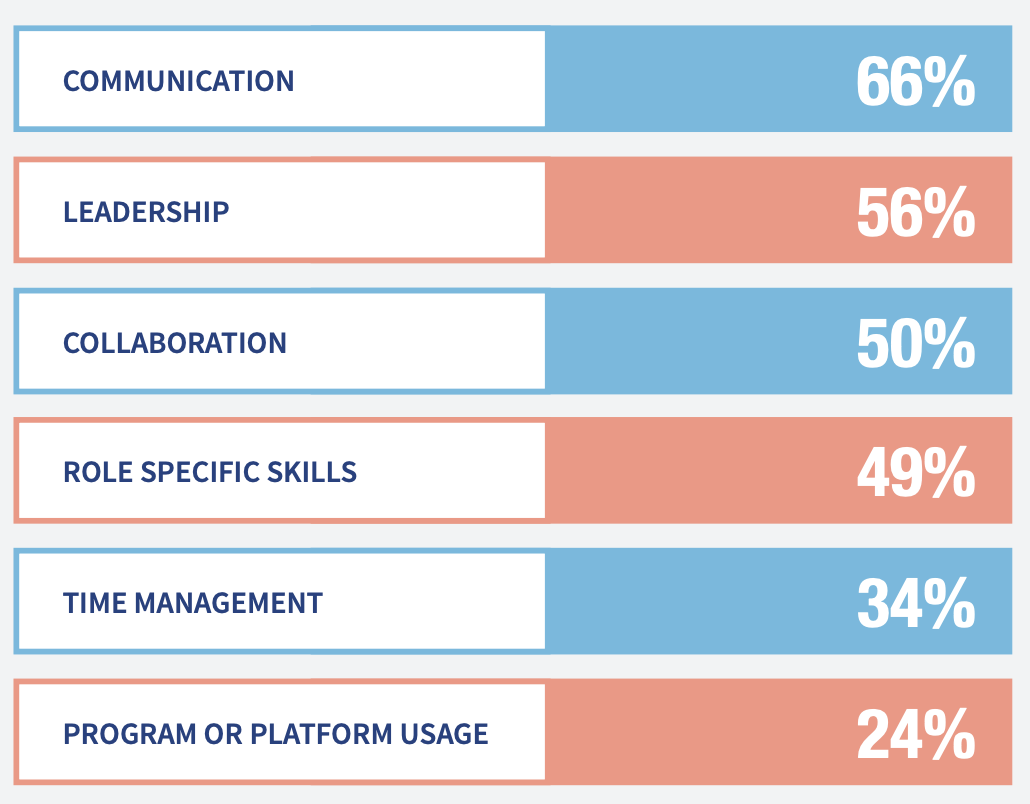 COMMUNICATION 66%
LEADERSHIP 56%
COLLABORATION 50%
ROLE SPECIFIC SKILLS 49%
TIME MANAGEMENT 34%
PROGRAM OR PLATFORM USAGE 24%